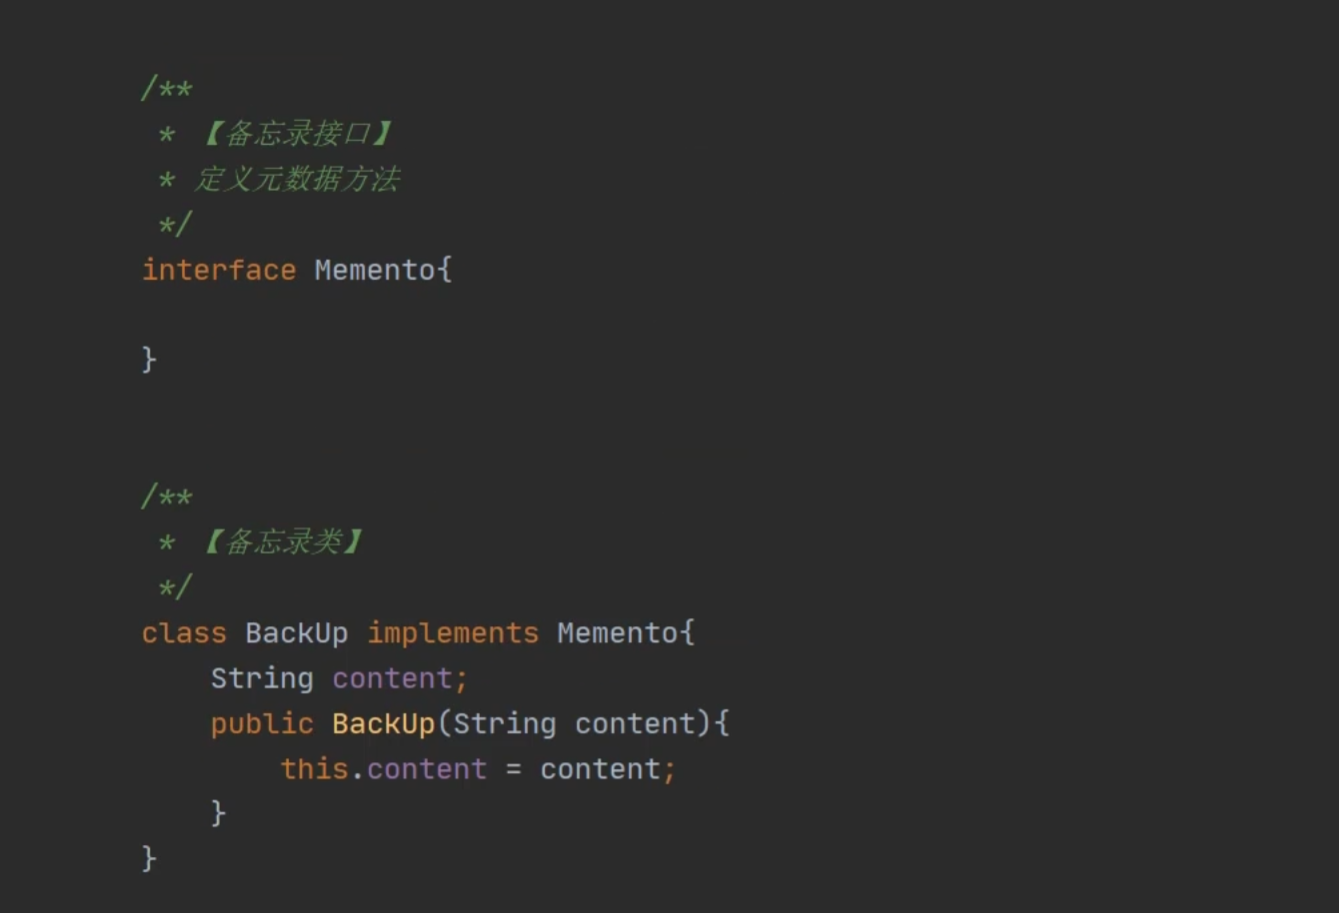 /**
 * 【备忘录接口】
 * 定义元数据方法
 */
interface Memento{
}
/**
 * 【备忘录类】
 */
class BackUp implements Memento{
    String content;
    public BackUp(String content){
        this.content = content;
    }
}